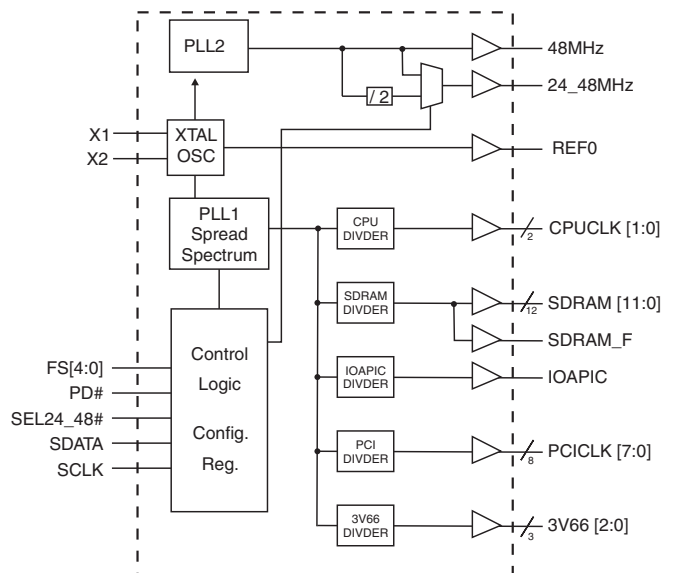 PLL2
48MHz
/ 2
24_48MHz
X1
X2
XTAL
OSC
REF0
PLL1
Spread
Spectrum
CPU
DIVDER
2
CPUCLK [1:0]
SDRAM
DIVDER
12
SDRAM [11:0]
SDRAM_F
IOAPIC
DIVDER
IOAPIC
PCI
DIVDER
8
PCICLK [7:0]
3V66
DIVDER
3
3V66 [2:0]
Control
Logic
Config.
Reg.
FS[4:0]
PD#
SEL24_48#
SDATA
SCLK